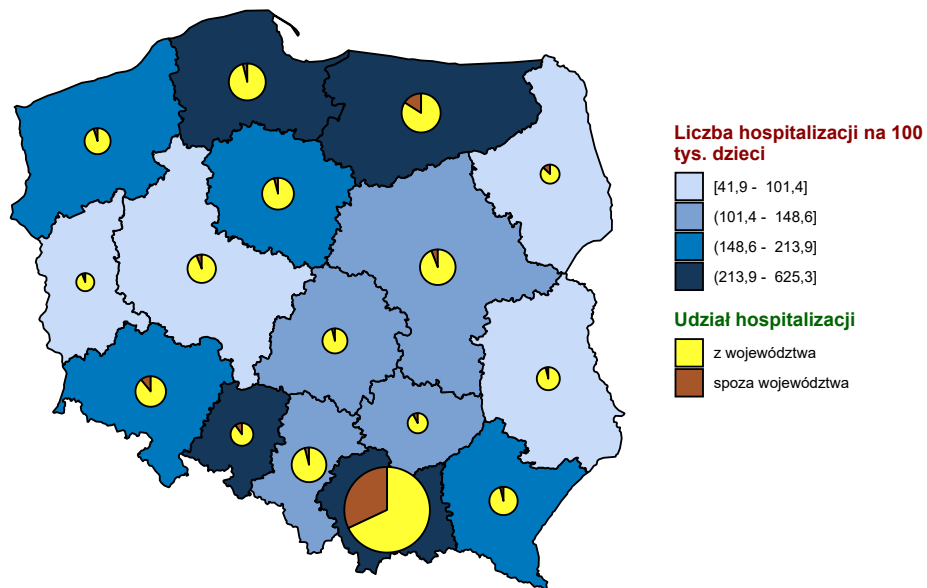 Liczba hospitalizacji na 100
tys. dzieci
[41,9 - 101,4]
(101,4 - 148,6]
(148,6 - 213,9]
(213,9 - 625,3]
Udział hospitalizacji
z województwa
spoza województwa